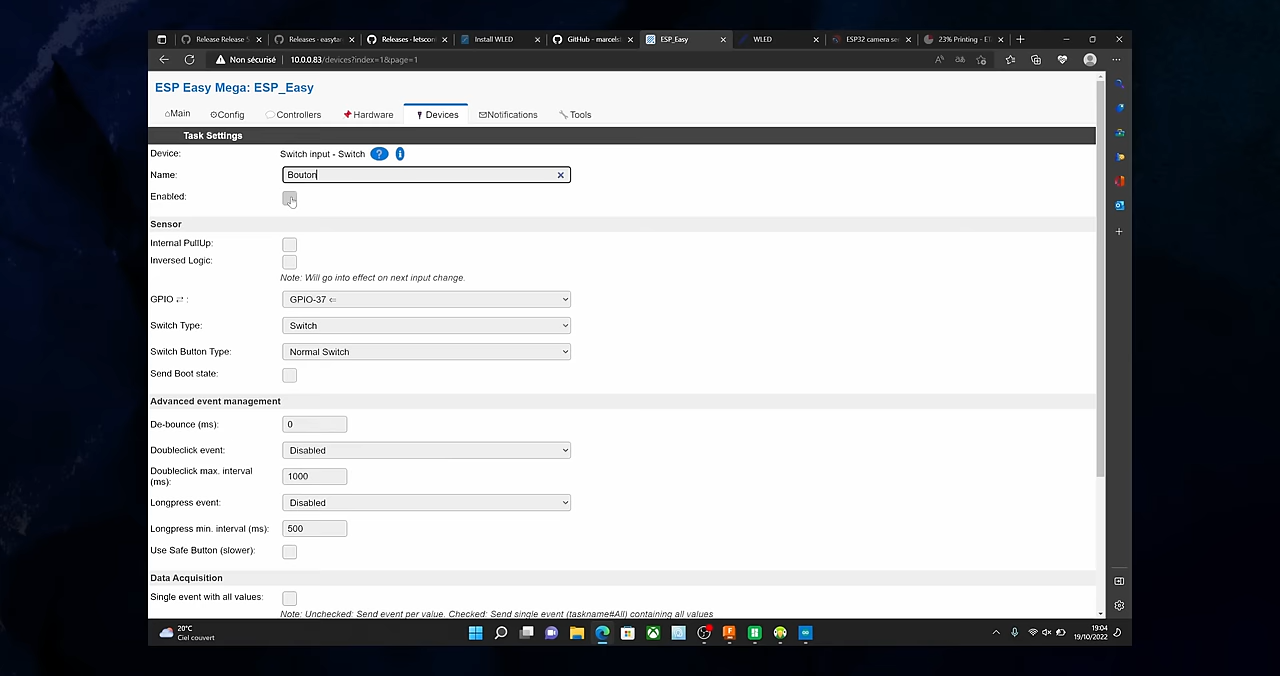 Release Release 5
Releases · easytar
Releases · letscon
Install WLED
GitHub - marcelst
ESP_Easy
WLED
ESP32 camera se
23% Printing - E
Non sécurisé
10.0.0.83/devices?index=1&page=1
ESP Easy Mega: ESP_Easy
Main
Config
Controllers
Hardware
Devices
Notifications
Tools
Task Settings
Device:
Switch input - Switch
?
i
Name:
Bouton
Enabled:
Sensor
Internal PullUp:
Inversed Logic:
Note: Will go into effect on next input change.
GPIO ⇄ :
GPIO-37 ⇐
Switch Type:
Switch
Switch Button Type:
Normal Switch
Send Boot state:
Advanced event management
De-bounce (ms):
0
Doubleclick event:
Disabled
Doubleclick max. interval
(ms):
1000
Longpress event:
Disabled
Longpress min. interval (ms):
500
Use Safe Button (slower):
Data Acquisition
Single event with all values:
Note: Unchecked: Send event per value. Checked: Send single event (taskname#All) containing all values
20°C
Ciel couvert
19:04
19/10/2022